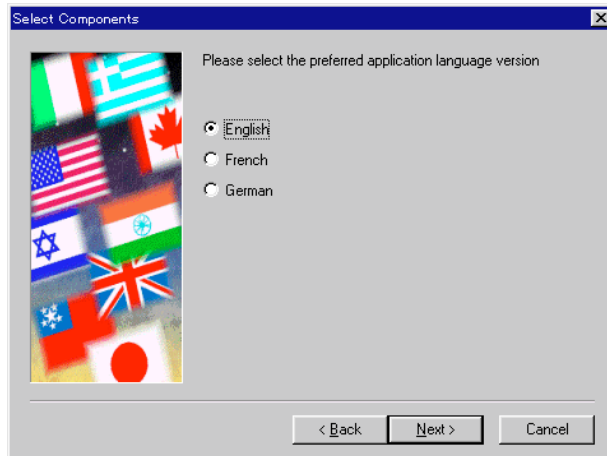 Select Components
Please select the preferred application language version
English
French
German
< Back
Next >
Cancel